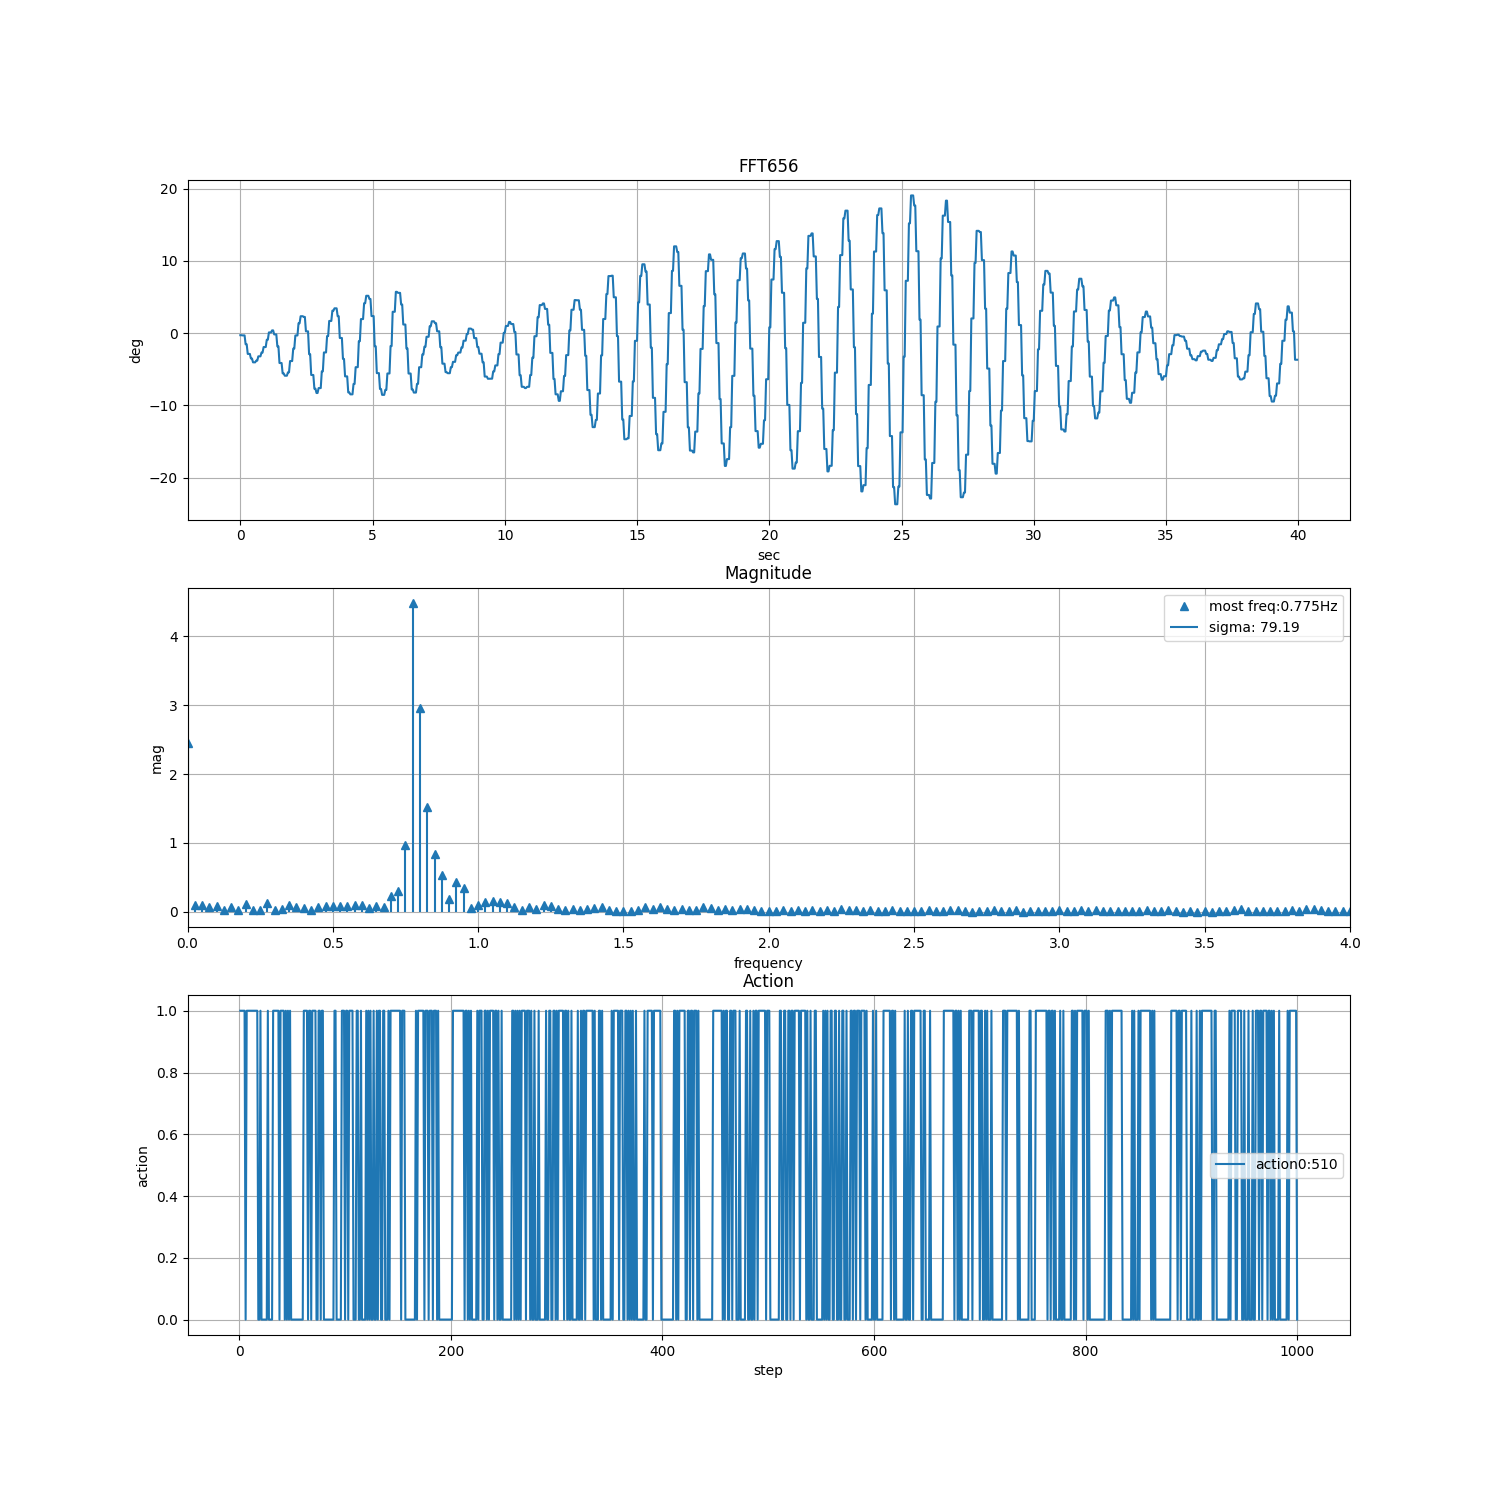 FFT656
20
10
0
−10
−20
deg
0 5 10 15 20 25 30 35 40
sec
Magnitude
most freq:0.775Hz
sigma: 79.19
4
3
2
1
0
mag
0.0 0.5 1.0 1.5 2.0 2.5 3.0 3.5 4.0
frequency
Action
1.0
0.8
0.6
0.4
0.2
0.0
action
action0:510
0 200 400 600 800 1000
step